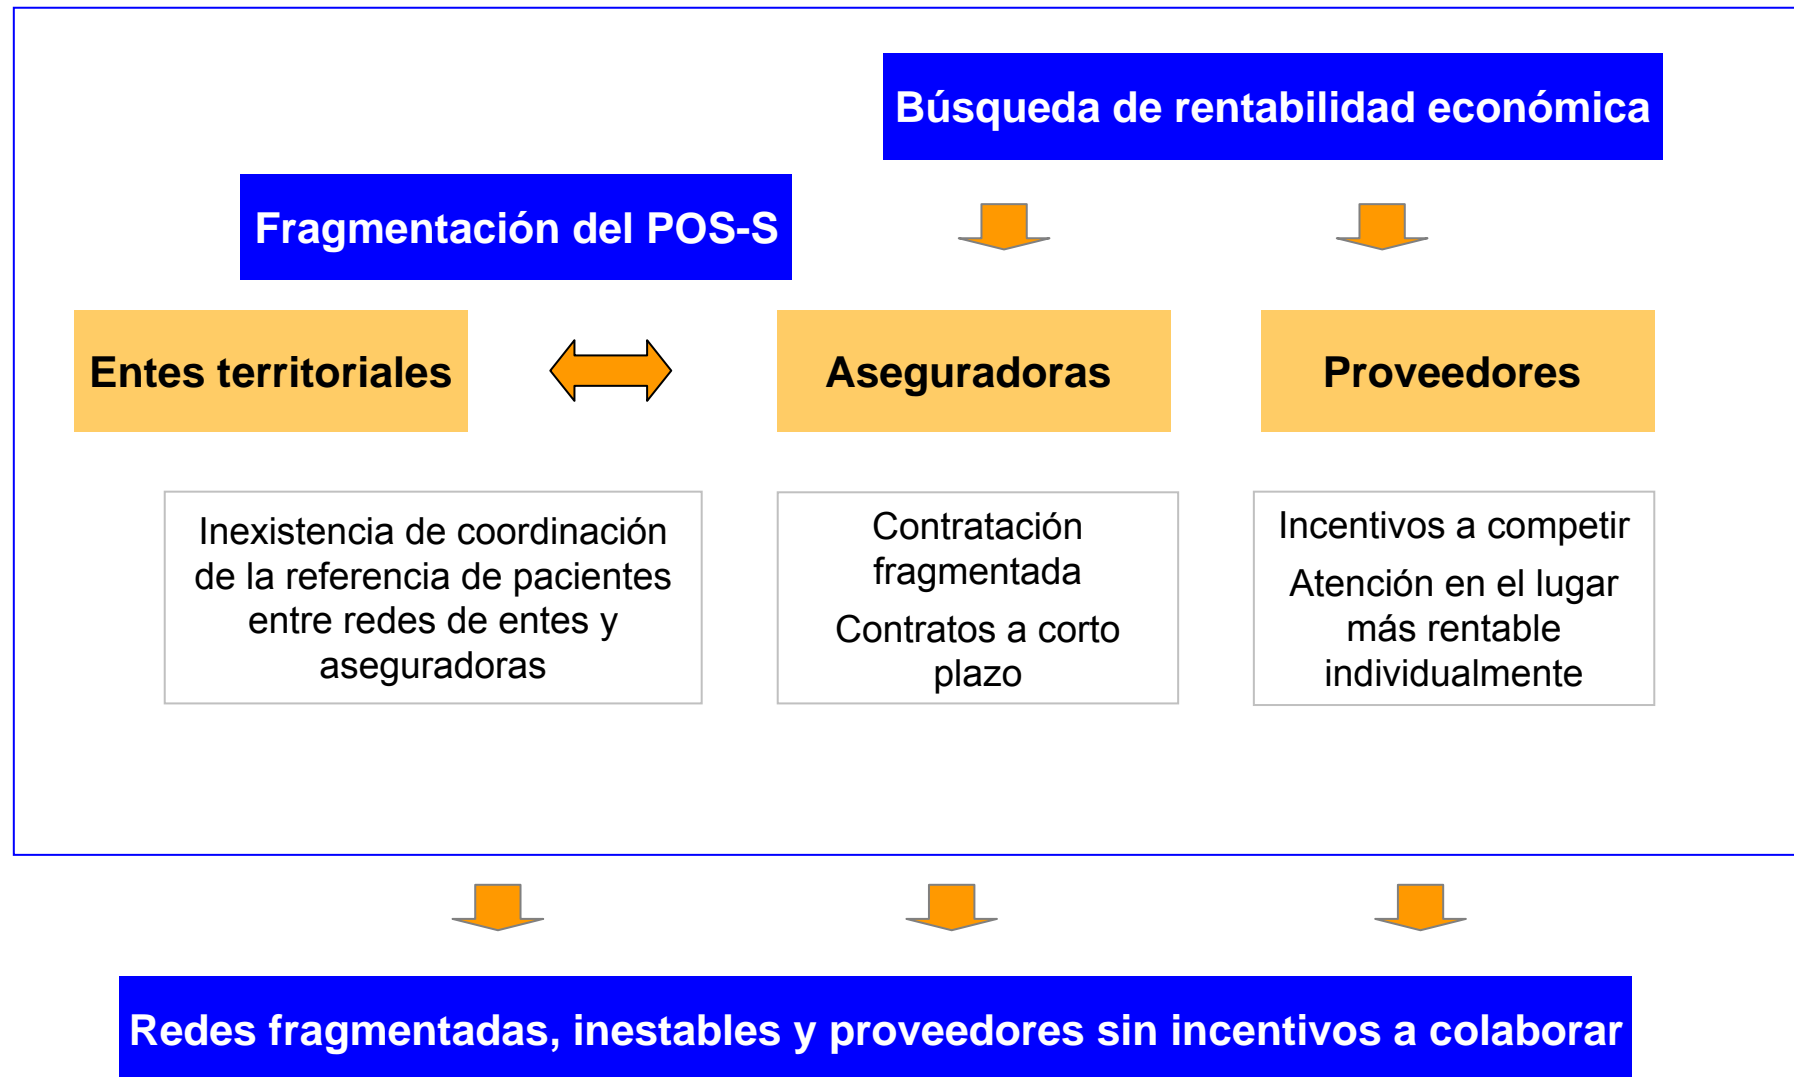 Búsqueda de rentabilidad económica
Fragmentación del POS-S
Entes territoriales
Aseguradoras
Proveedores
Inexistencia de coordinación
de la referencia de pacientes
entre redes de entes y
aseguradoras
Contratación
fragmentada
Contratos a corto
plazo
Incentivos a competir
Atención en el lugar
más rentable
individualmente
Redes fragmentadas, inestables y proveedores sin incentivos a colaborar